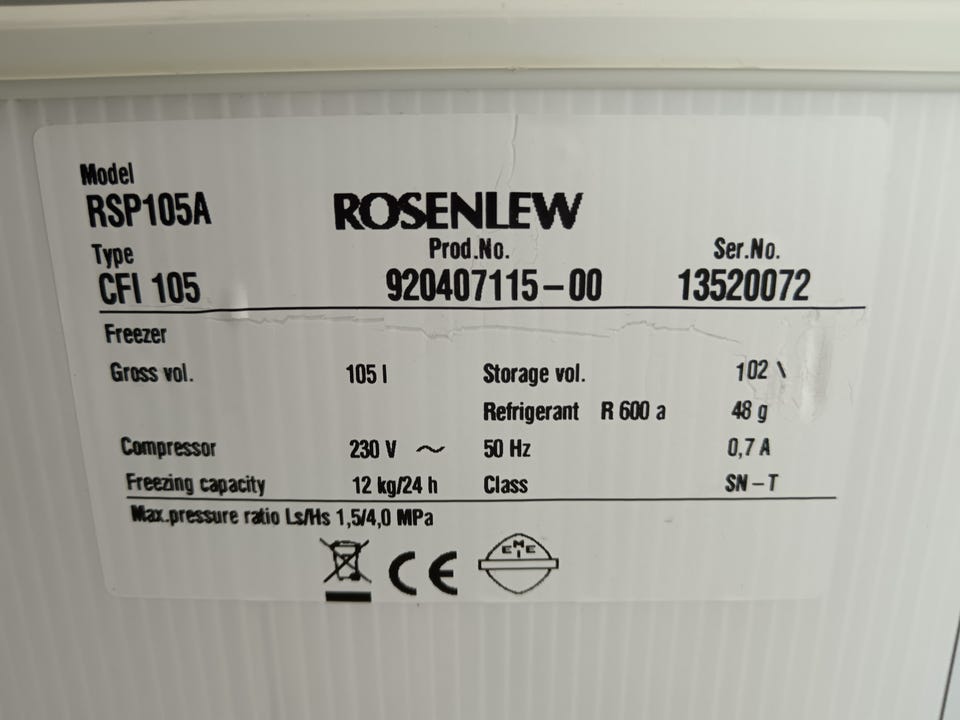 Model
RSP105A ROSENLEW
Type Prod.No. Ser.No.
CFI 105 920407115-00 13520072
Freezer
Gross vol. 105 l Storage vol. 102 l
Refrigerant R 600 a 48 g
Compressor 230 V ~ 50 Hz 0,7 A
Freezing capacity 12 kg/24 h Class SN-T
Max.pressure ratio Ls/Hs 1,5/4,0 MPa
CE EMEI